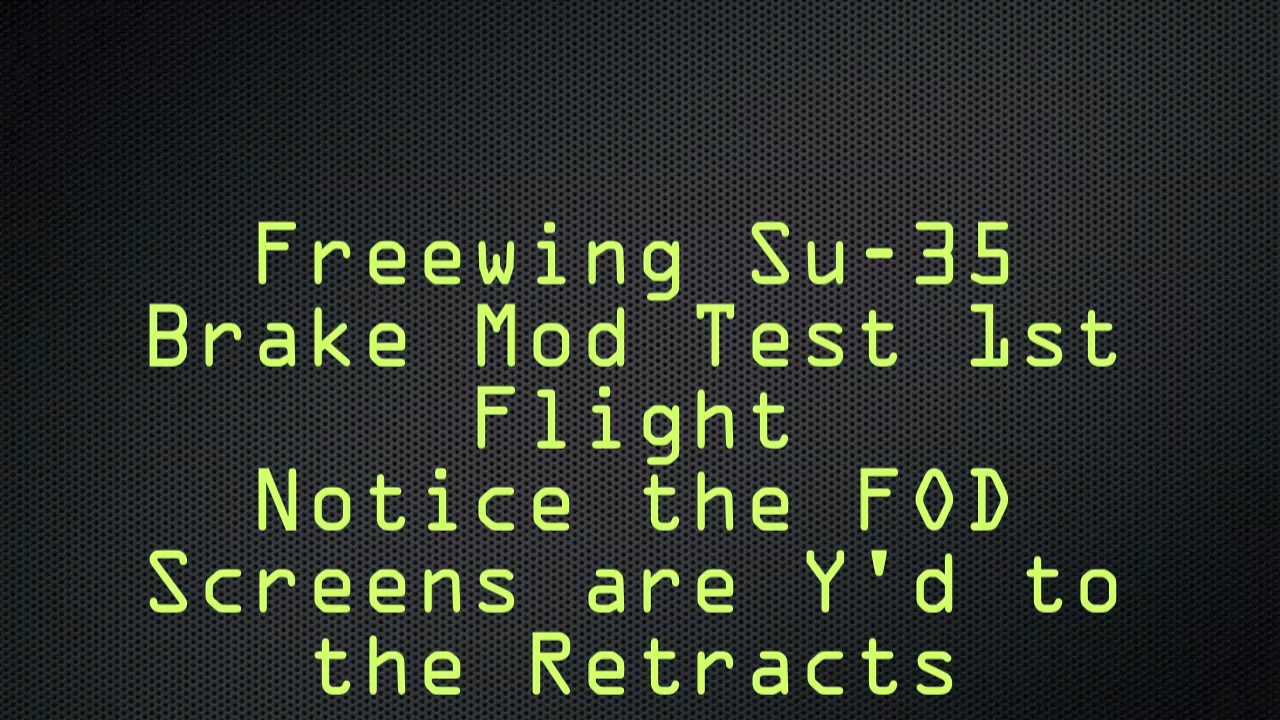 Freewing Su-35
Brake Mod Test 1st
Flight
Notice the FOD
Screens are Y'd to
the Retracts